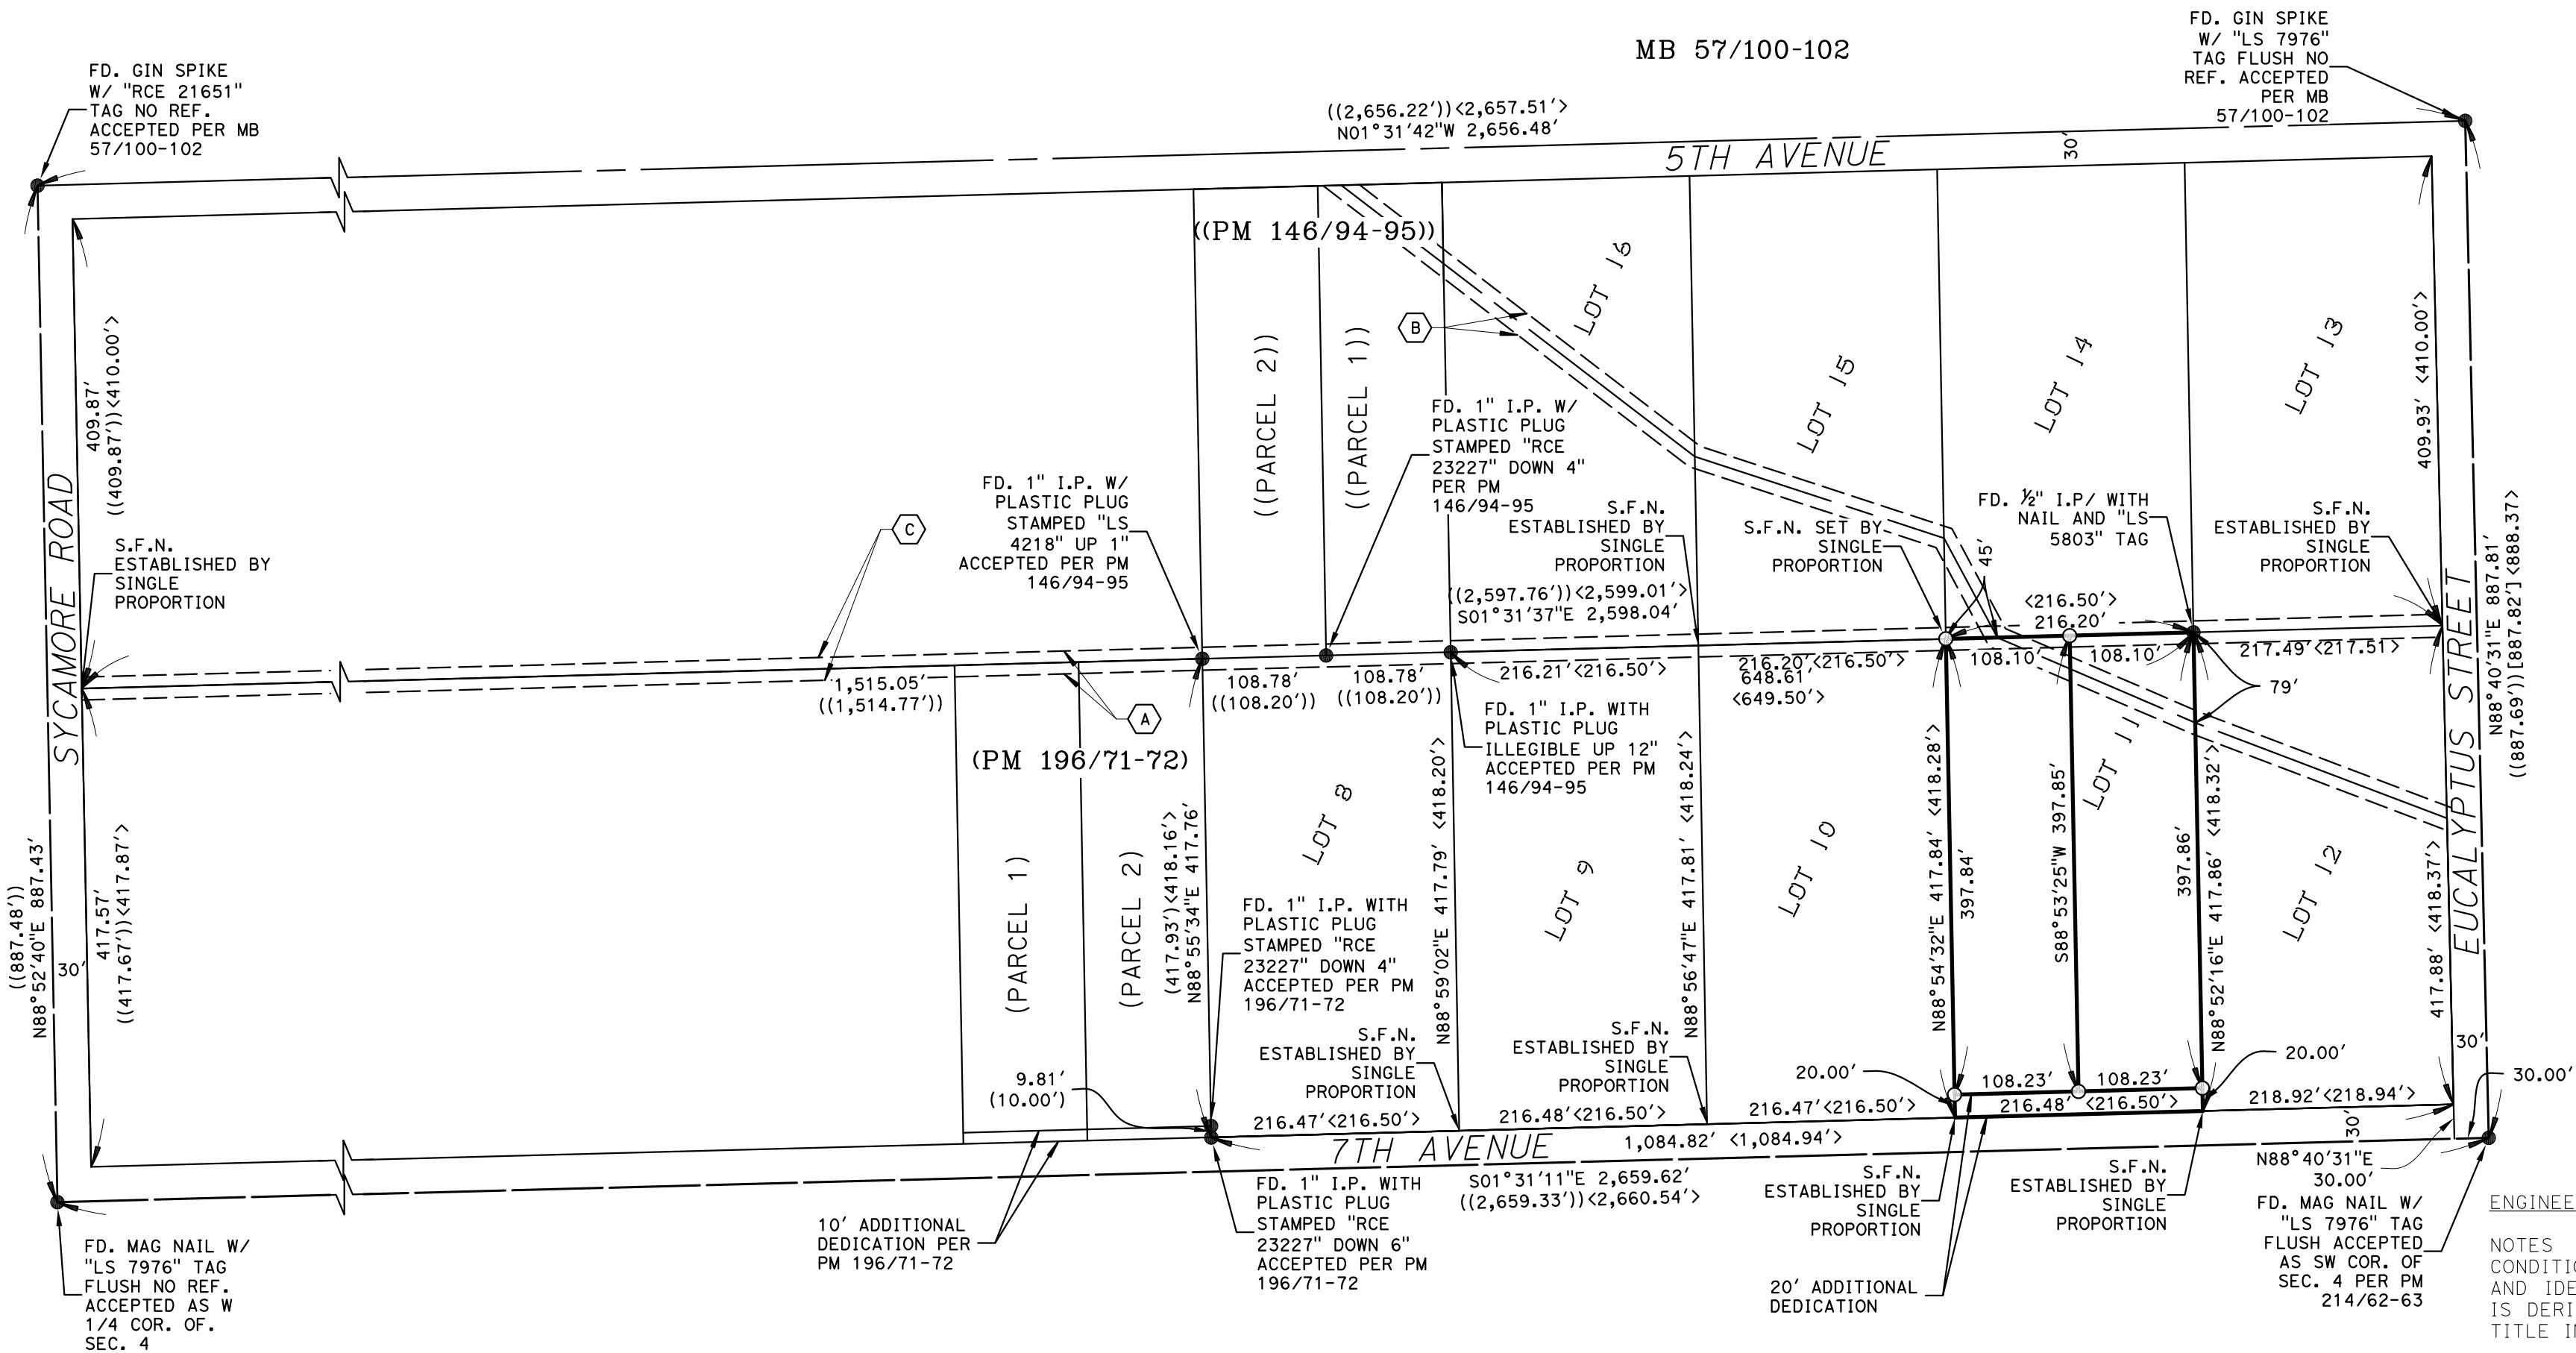 MB 57/100-102
FD. GIN SPIKE
W/ "RCE 21651"
TAG NO REF.
ACCEPTED PER MB
57/100-102
((2,656.22'))<2,657.51'>
N01°31'42"W 2,656.48'
FD. GIN SPIKE
W/ "LS 7976"
TAG FLUSH NO
REF. ACCEPTED
PER MB
57/100-102
5TH AVENUE
30'
((PM 146/94-95))
((PARCEL 2))
((PARCEL 1))
B
LOT 16
LOT 15
LOT 14
LOT 13
409.87'
((409.87'))<410.00'>
SYCAMORE ROAD
S.F.N.
ESTABLISHED BY
SINGLE
PROPORTION
C
FD. 1" I.P. W/
PLASTIC PLUG
STAMPED "LS
4218" UP 1"
ACCEPTED PER PM
146/94-95
FD. 1" I.P. W/
PLASTIC PLUG
STAMPED "RCE
23227" DOWN 4"
PER PM
146/94-95
S.F.N.
ESTABLISHED BY
SINGLE
PROPORTION
((2,597.76'))<2,599.01'>
S01°31'37"E 2,598.04'
S.F.N. SET BY
SINGLE
PROPORTION
45'
FD. ½" I.P/ WITH
NAIL AND "LS
5803" TAG
S.F.N.
ESTABLISHED BY
SINGLE
PROPORTION
409.93' <410.00'>
<216.50'>
216.20'
EUCALYPTUS STREET
N88°40'31"E 887.81'
((887.69'))[887.82']<888.37>
1,515.05'
((1,514.77'))
108.78'
((108.20'))
108.78'
((108.20'))
216.21'<216.50'>
216.20'<216.50'>
648.61'
<649.50'>
108.10'
108.10'
217.49'<217.51>
79'
A
(PM 196/71-72)
FD. 1" I.P. WITH
PLASTIC PLUG
ILLEGIBLE UP 12"
ACCEPTED PER PM
146/94-95
((887.48'))
N88°52'40"E 887.43'
30'
417.57'
((417.67'))<417.87'>
(PARCEL 1)
(PARCEL 2)
(417.93')<418.16'>
N88°55'34"E 417.76'
LOT 8
N88°59'02"E 417.79' <418.20'>
LOT 9
N88°56'47"E 417.81' <418.24'>
LOT 10
N88°54'32"E 417.84' <418.28'>
397.84'
S88°53'25"W 397.85'
LOT 11
397.86'
N88°52'16"E 417.86' <418.32'>
LOT 12
417.88' <418.37'>
FD. 1" I.P. WITH
PLASTIC PLUG
STAMPED "RCE
23227" DOWN 4"
ACCEPTED PER PM
196/71-72
S.F.N.
ESTABLISHED BY
SINGLE
PROPORTION
S.F.N.
ESTABLISHED BY
SINGLE
PROPORTION
9.81'
(10.00')
20.00'
108.23'
108.23'
20.00'
30'
30.00'
216.47'<216.50'>
216.48'<216.50'>
216.47'<216.50'>
216.48' <216.50'>
218.92'<218.94'>
7TH AVENUE
1,084.82' <1,084.94'>
30'
S01°31'11"E 2,659.62'
((2,659.33'))<2,660.54'>
N88°40'31"E
30.00'
FD. MAG NAIL W/
"LS 7976" TAG
FLUSH NO REF.
ACCEPTED AS W
1/4 COR. OF.
SEC. 4
10' ADDITIONAL
DEDICATION PER
PM 196/71-72
FD. 1" I.P. WITH
PLASTIC PLUG
STAMPED "RCE
23227" DOWN 6"
ACCEPTED PER PM
196/71-72
S.F.N.
ESTABLISHED BY
SINGLE
PROPORTION
20' ADDITIONAL
DEDICATION
S.F.N.
ESTABLISHED BY
SINGLE
PROPORTION
FD. MAG NAIL W/
"LS 7976" TAG
FLUSH ACCEPTED
AS SW COR. OF
SEC. 4 PER PM
214/62-63
ENGINEE
NOTES
CONDITIO
AND IDE
IS DERI
TITLE I